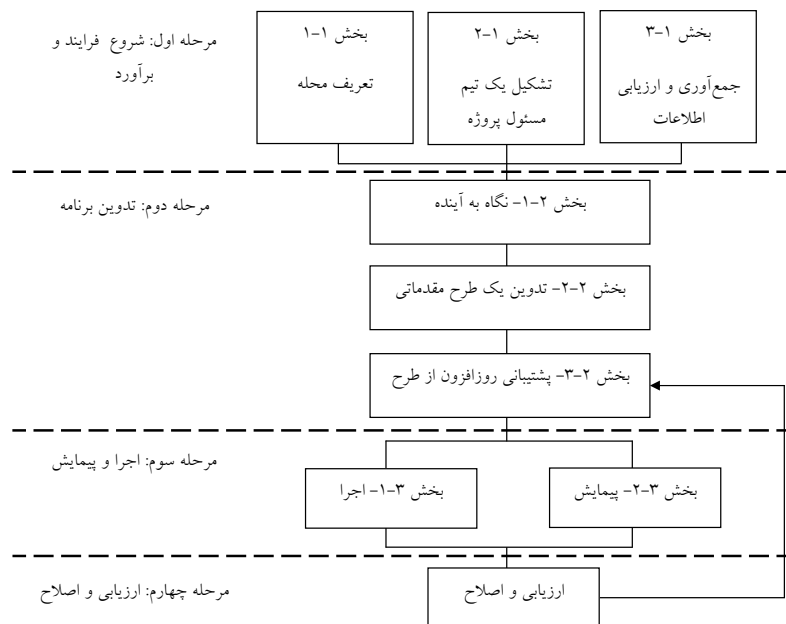 مرحله اول: شروع فرایند و
برآورد
بخش ۱-۳
جمع‌آوری و ارزیابی
اطلاعات
بخش ۱-۲
تشکیل یک تیم
مسئول پروژه
بخش ۱-۱
تعریف محله
مرحله دوم: تدوین برنامه
بخش ۲-۱- نگاه به آینده
بخش ۲-۲- تدوین یک طرح مقدماتی
بخش ۲-۳- پشتیبانی روزافزون از طرح
مرحله سوم: اجرا و پیمایش
بخش ۳-۲- پیمایش
بخش ۳-۱- اجرا
مرحله چهارم: ارزیابی و اصلاح
ارزیابی و اصلاح